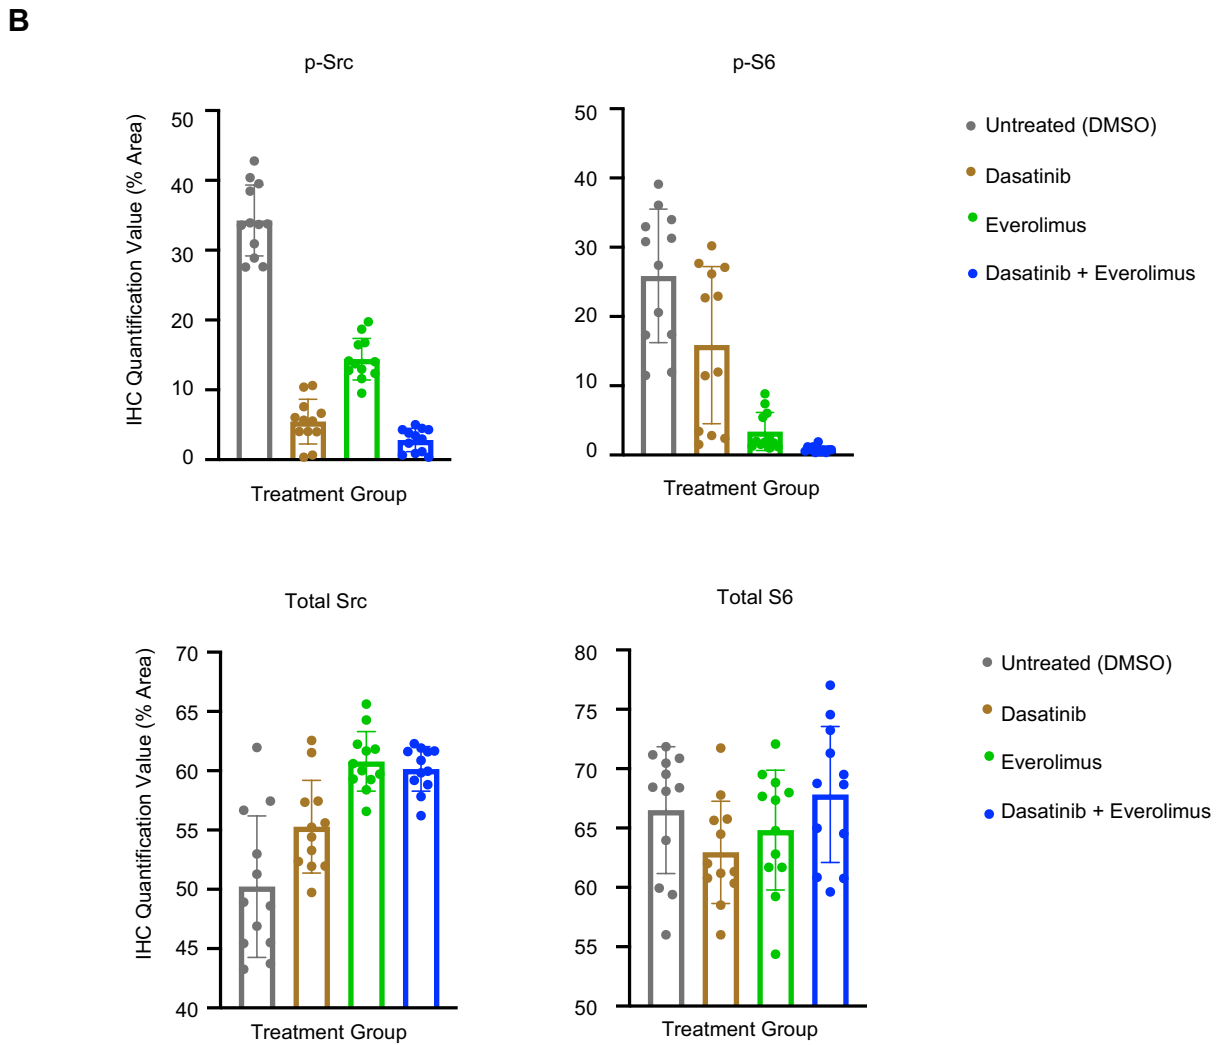 B
p-Src
p-S6
IHC Quantification Value (% Area)
50
40
30
20
10
0
Treatment Group
50
40
30
20
10
0
Treatment Group
Untreated (DMSO)
Dasatinib
Everolimus
Dasatinib + Everolimus
Total Src
Total S6
IHC Quantification Value (% Area)
70
65
60
55
50
45
40
Treatment Group
80
75
70
65
60
55
50
Treatment Group
Untreated (DMSO)
Dasatinib
Everolimus
Dasatinib + Everolimus